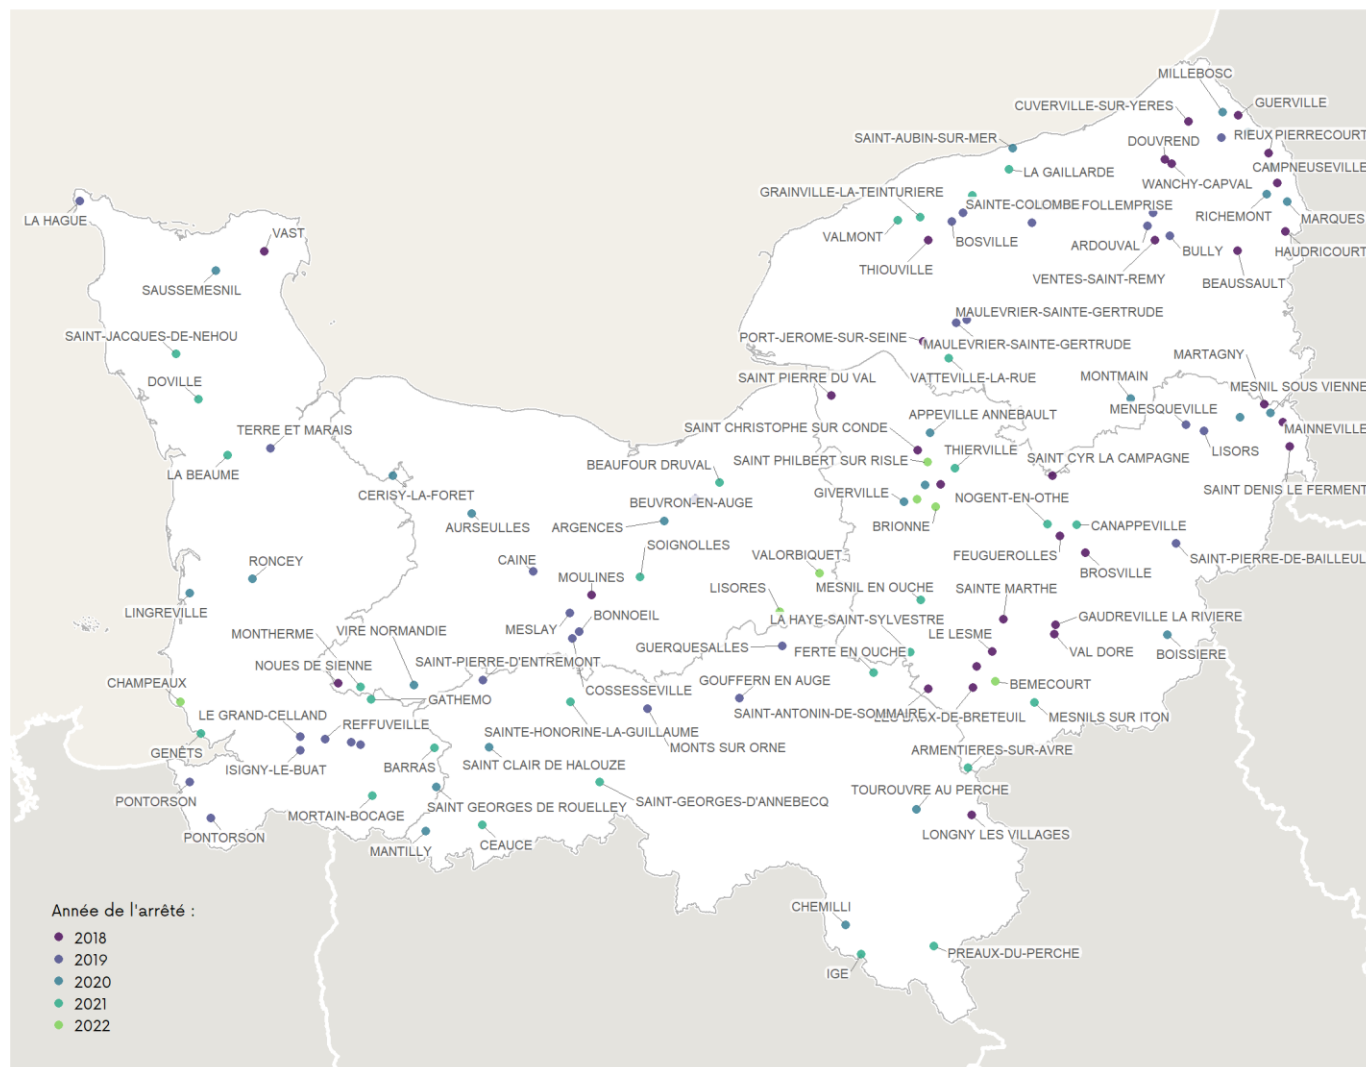 MILLEBOSC
GUERVILLE
CUVERVILLE-SUR-YERES
RIEUX
PIERRECOURT
SAINT-AUBIN-SUR-MER
DOUVREND
LA GAILLARDE
CAMPNEUSEVILLE
WANCHY-CAPVAL
GRAINVILLE-LA-TEINTURIERE
SAINTE-COLOMBE
FOLLEMPRISE
RICHEMONT
MARQUES
LA HAGUE
VAST
VALMONT
BOSVILLE
ARDOUVAL
BULLY
HAUDRICOURT
THIOUVILLE
VENTES-SAINT-REMY
BEAUSSAULT
SAUSSEMESNIL
MAULEVRIER-SAINTE-GERTRUDE
SAINT-JACQUES-DE-NEHOU
PORT-JEROME-SUR-SEINE
MAULEVRIER-SAINTE-GERTRUDE
MARTAGNY
DOVILLE
SAINT PIERRE DU VAL
VATTEVILLE-LA-RUE
MONTMAIN
MESNIL SOUS VIENNE
MENESQUEVILLE
APPEVILLE ANNEBAULT
TERRE ET MARAIS
SAINT CHRISTOPHE SUR CONDE
MAINNEVILLE
THIERVILLE
LISORS
SAINT CYR LA CAMPAGNE
BEAUFOUR DRUVAL
SAINT PHILBERT SUR RISLE
LA BEAUME
CERISY-LA-FORET
GIVERVILLE
NOGENT-EN-OTHE
SAINT DENIS LE FERMENT
BEUVRON-EN-AUGE
AURSEULLES
ARGENCES
BRIONNE
CANAPPEVILLE
SOIGNOLLES
FEUGUEROLLES
VALORBIQUET
SAINT-PIERRE-DE-BAILLEUL
RONCEY
CAINE
BROSVILLE
MOULINES
LISORES
MESNIL EN OUCHE
SAINTE MARTHE
LINGREVILLE
BONNOEIL
LA HAYE-SAINT-SYLVESTRE
GAUDREVILLE LA RIVIERE
MONTHERME
VIRE NORMANDIE
MESLAY
LE LESME
GUERQUESALLES
FERTE EN OUCHE
VAL DORE
BOISSIERE
NOUES DE SIENNE
SAINT-PIERRE-D'ENTREMONT
CHAMPEAUX
GOUFFERN EN AUGE
BEMECOURT
COSSESSEVILLE
GATHEMO
LE GRAND-CELLAND
REFFUVEILLE
SAINT-ANTONIN-DE-SOMMAIRE
UX-DE-BRETEUIL
MESNILS SUR ITON
SAINTE-HONORINE-LA-GUILLAUME
GENÊTS
MONTS SUR ORNE
ARMENTIERES-SUR-AVRE
ISIGNY-LE-BUAT
BARRAS
SAINT CLAIR DE HALOUZE
TOUROUVRE AU PERCHE
PONTORSON
MORTAIN-BOCAGE
SAINT GEORGES DE ROUELLEY
SAINT-GEORGES-D'ANNEBECQ
PONTORSON
MANTILLY
CEAUCE
LONGNY LES VILLAGES
CHEMILLI
PREAUX-DU-PERCHE
IGE
Année de l'arrêté :
2018
2019
2020
2021
2022